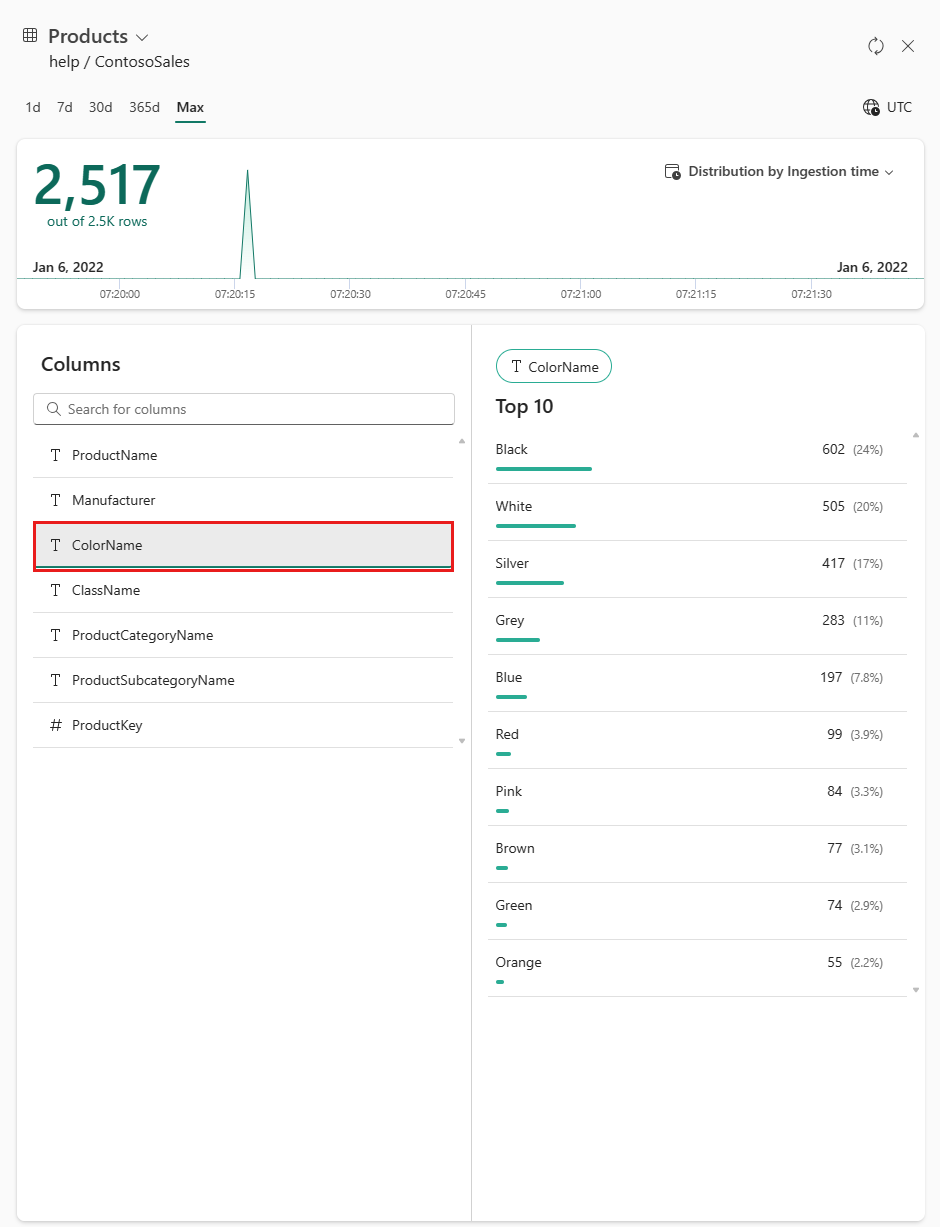 Products
help / ContosoSales
1d 7d 30d 365d Max
UTC
2,517
out of 2.5K rows
Distribution by Ingestion time
Jan 6, 2022
Jan 6, 2022
07:20:00 07:20:15 07:20:30 07:20:45 07:21:00 07:21:15 07:21:30
Columns
Search for columns
T ProductName
T Manufacturer
T ColorName
T ClassName
T ProductCategoryName
T ProductSubcategoryName
# ProductKey
T ColorName
Top 10
Black 602 (24%)
White 505 (20%)
Silver 417 (17%)
Grey 283 (11%)
Blue 197 (7.8%)
Red 99 (3.9%)
Pink 84 (3.3%)
Brown 77 (3.1%)
Green 74 (2.9%)
Orange 55 (2.2%)